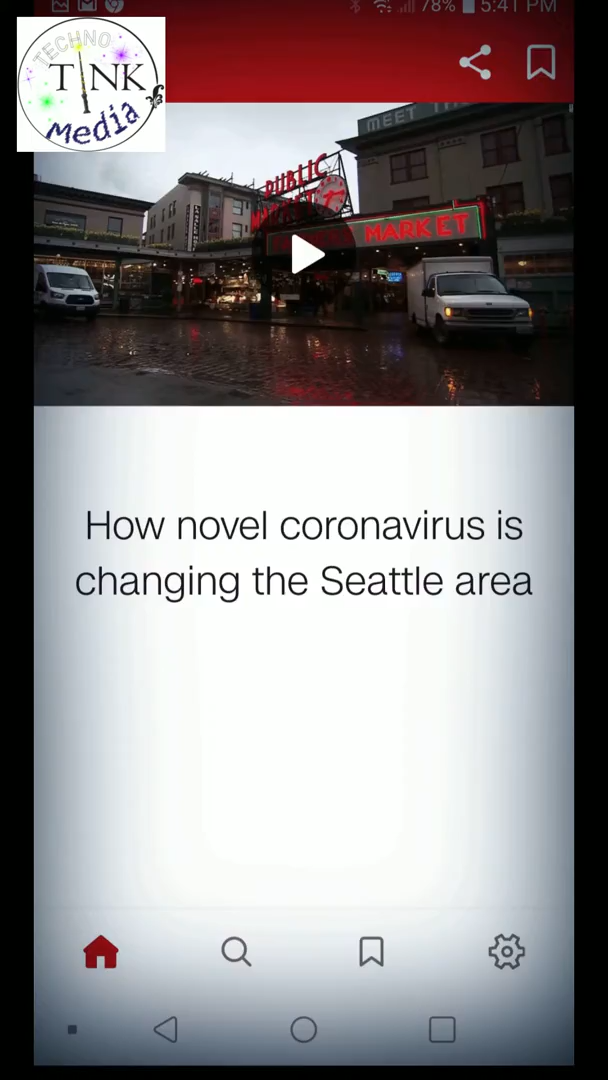 78% 5:41 PM
TECHNO
TINK
Media
MEET
PUBLIC
MARKET
MARKET
How novel coronavirus is
changing the Seattle area